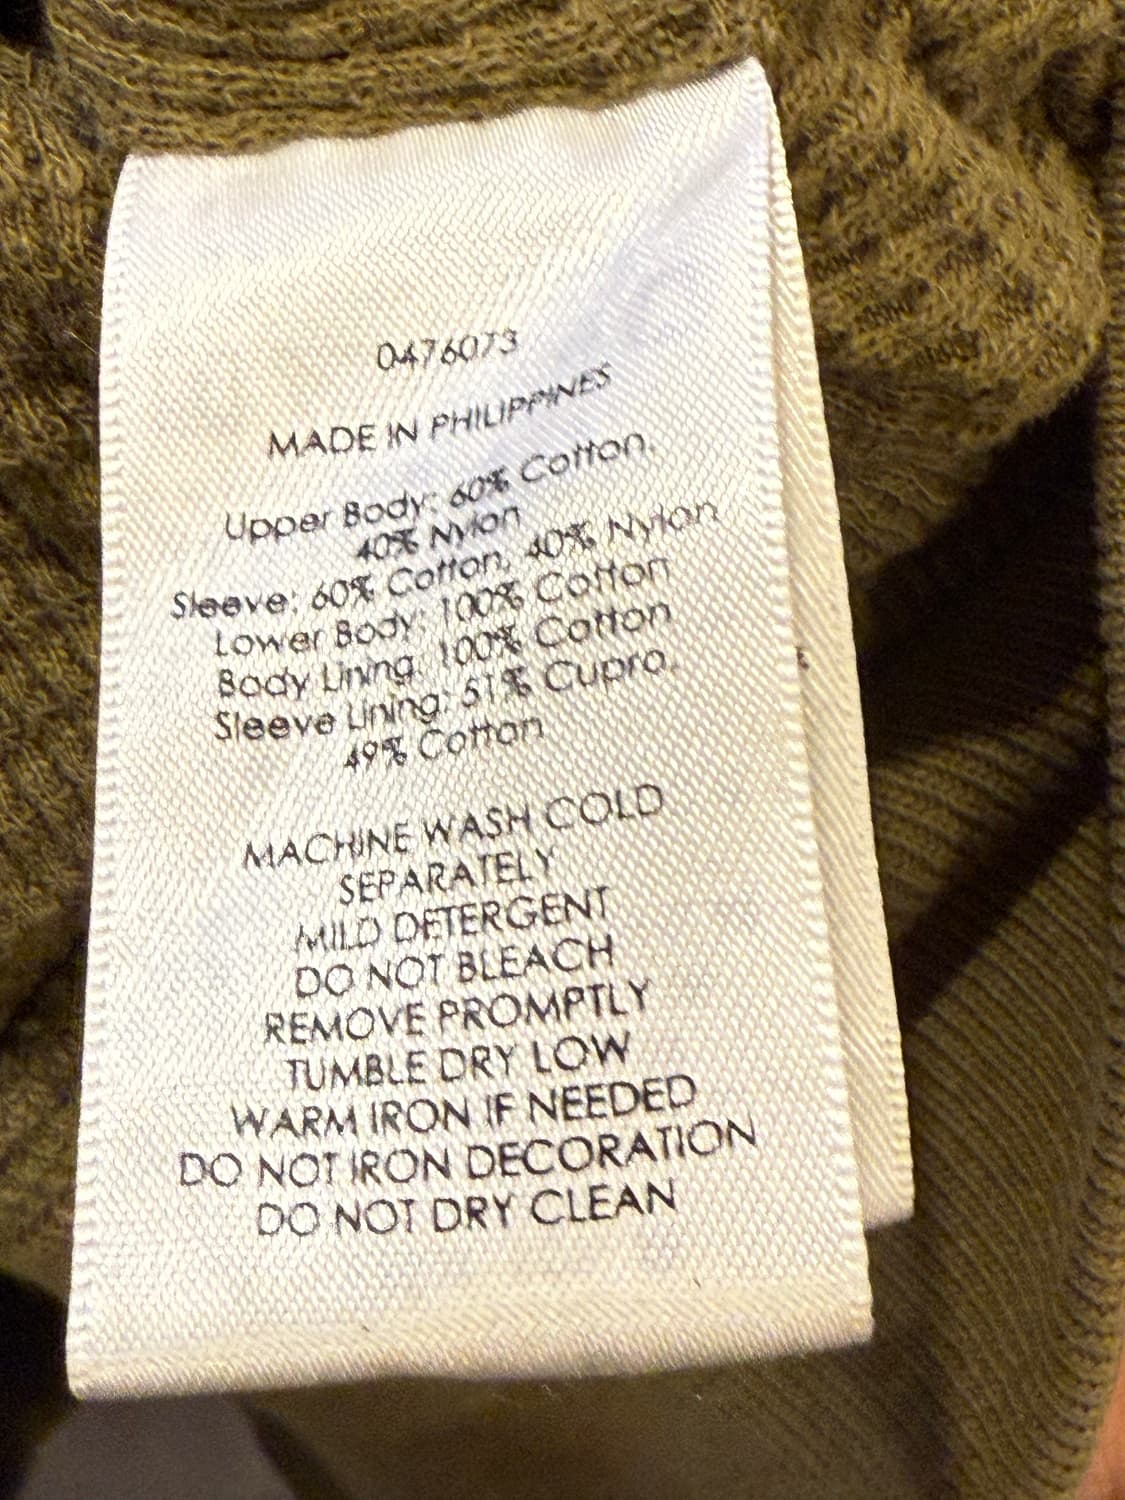 0476073
MADE IN PHILIPPINES
Upper Body: 60% Cotton,
40% Nylon
Sleeve: 60% Cotton, 40% Nylon
Lower Body: 100% Cotton
Body Lining: 100% Cotton
Sleeve Lining: 51% Cupro,
49% Cotton
MACHINE WASH COLD
SEPARATELY
MILD DETERGENT
DO NOT BLEACH
REMOVE PROMPTLY
TUMBLE DRY LOW
WARM IRON IF NEEDED
DO NOT IRON DECORATION
DO NOT DRY CLEAN